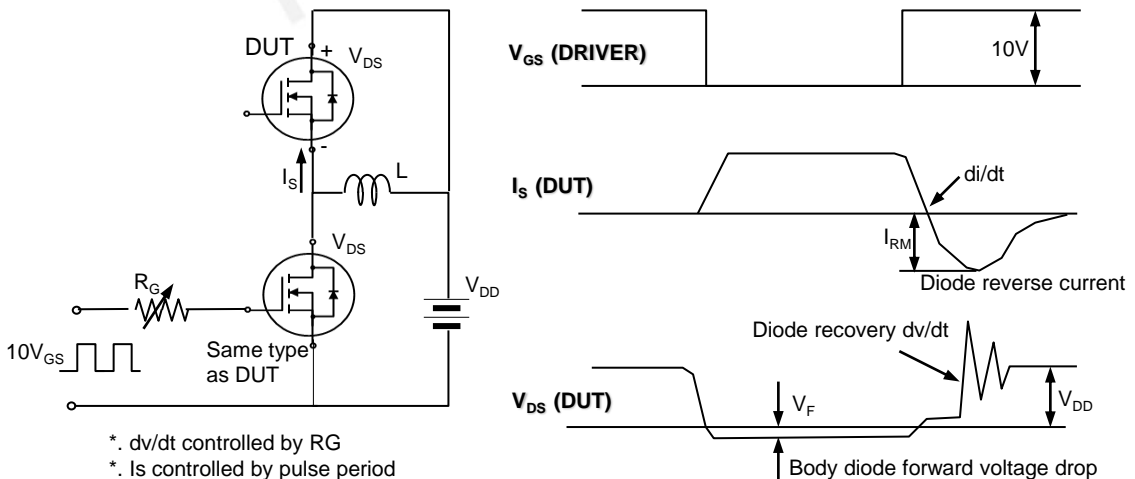 DUT
+
V_DS
-
I_S
L
V_DS
R_G
V_DD
10V_GS
Same type
as DUT
*. dv/dt controlled by RG
*. Is controlled by pulse period
V_GS (DRIVER)
10V
I_S (DUT)
di/dt
I_RM
Diode reverse current
Diode recovery dv/dt
V_DS (DUT)
V_F
V_DD
Body diode forward voltage drop